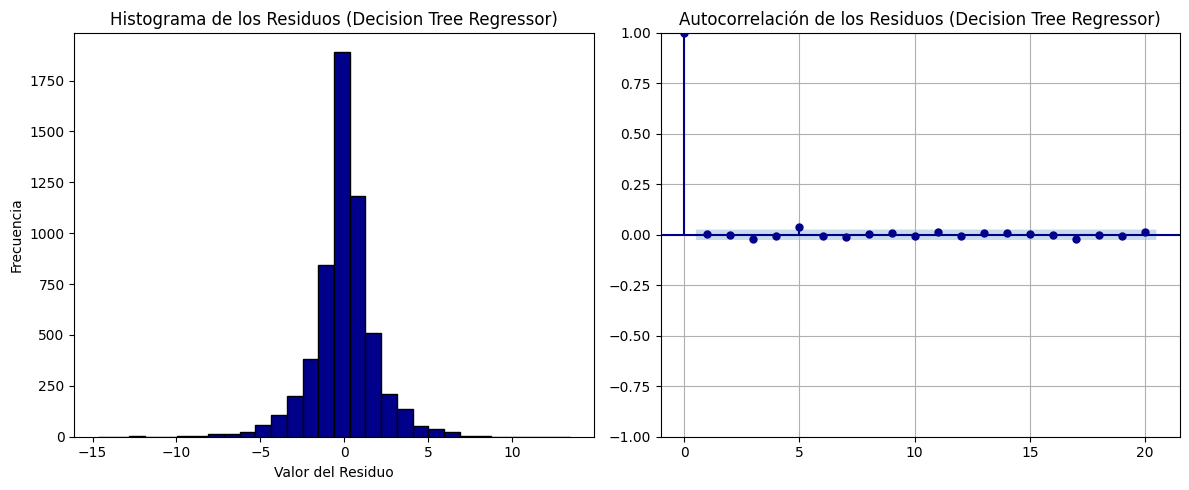 Histograma de los Residuos (Decision Tree Regressor)
1750
1500
1250
1000
750
500
250
0
Frecuencia
−15 −10 −5 0 5 10
Valor del Residuo
Autocorrelación de los Residuos (Decision Tree Regressor)
1.00
0.75
0.50
0.25
0.00
−0.25
−0.50
−0.75
−1.00
0 5 10 15 20